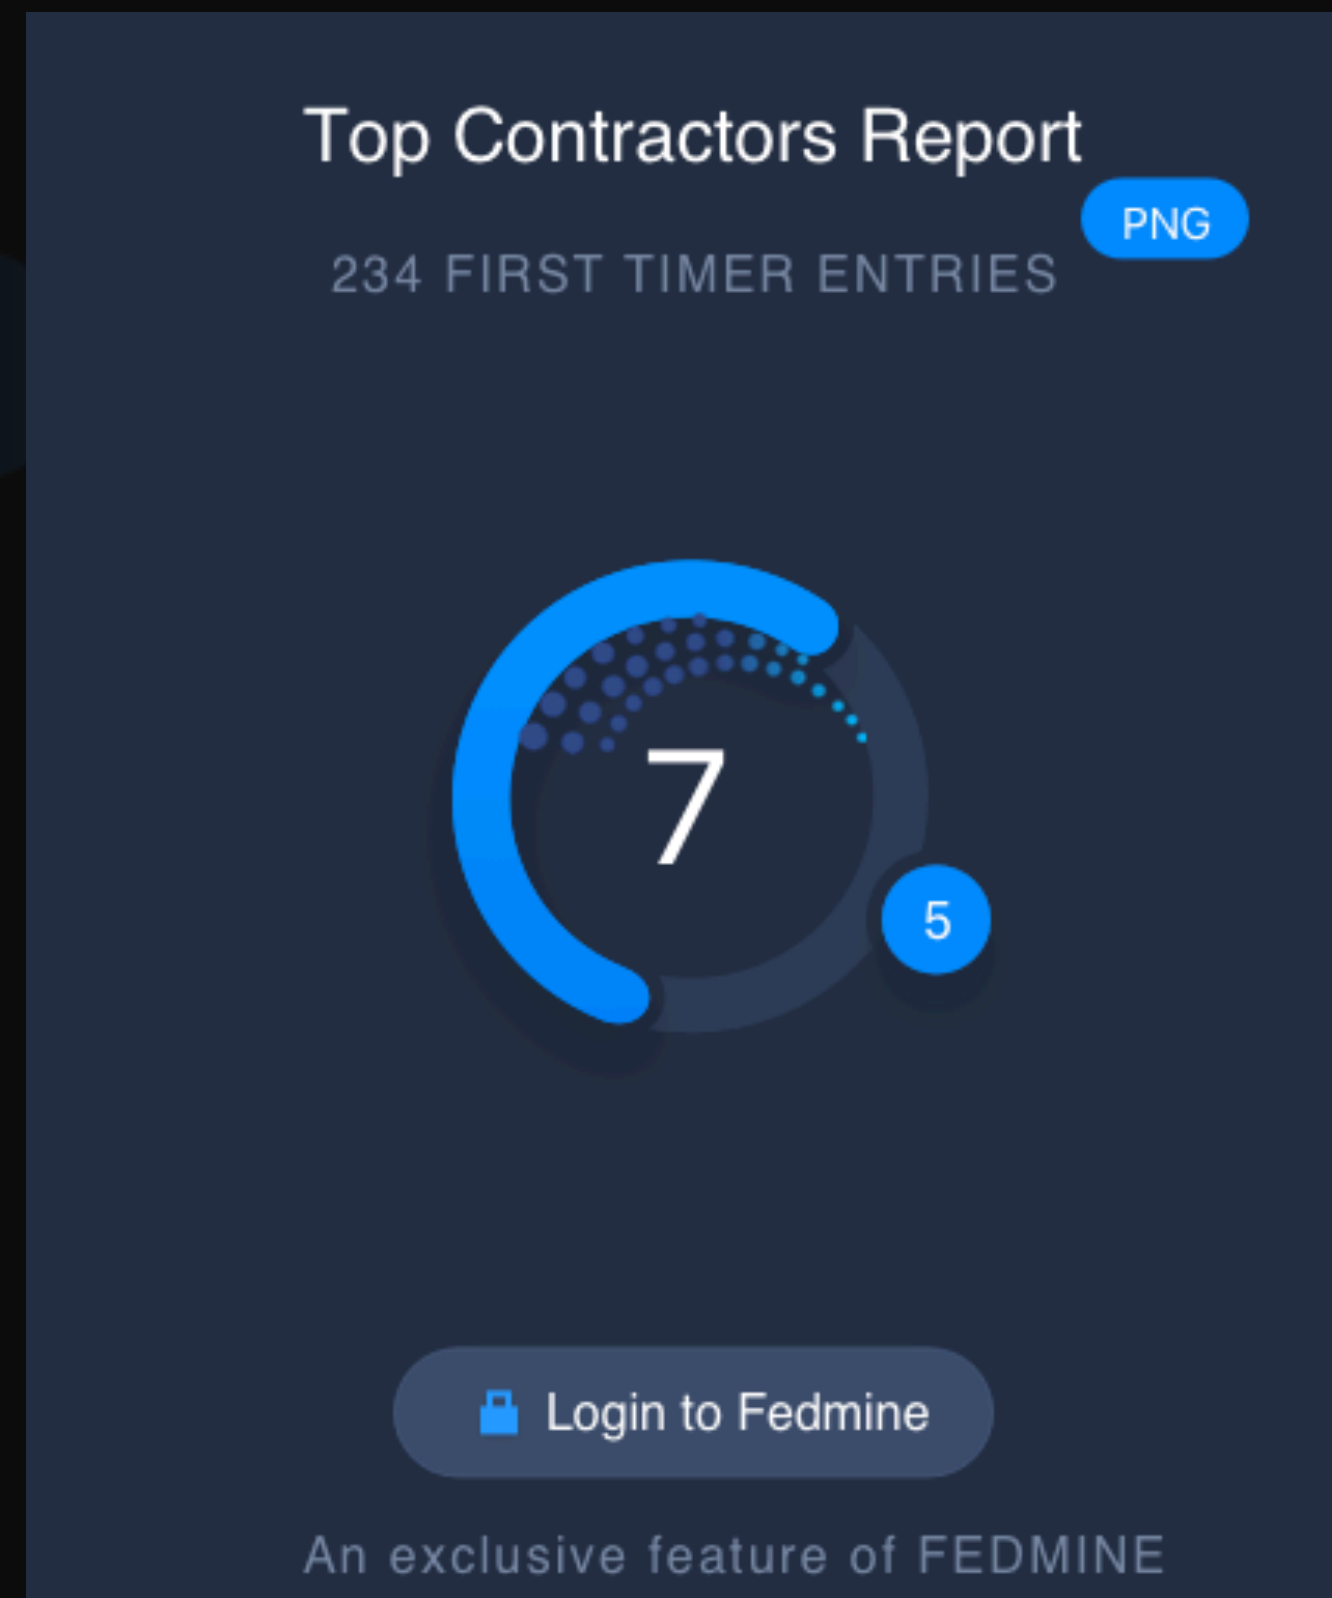 Top Contractors Report
PNG
234 FIRST TIMER ENTRIES
7
5
Login to Fedmine
An exclusive feature of FEDMINE